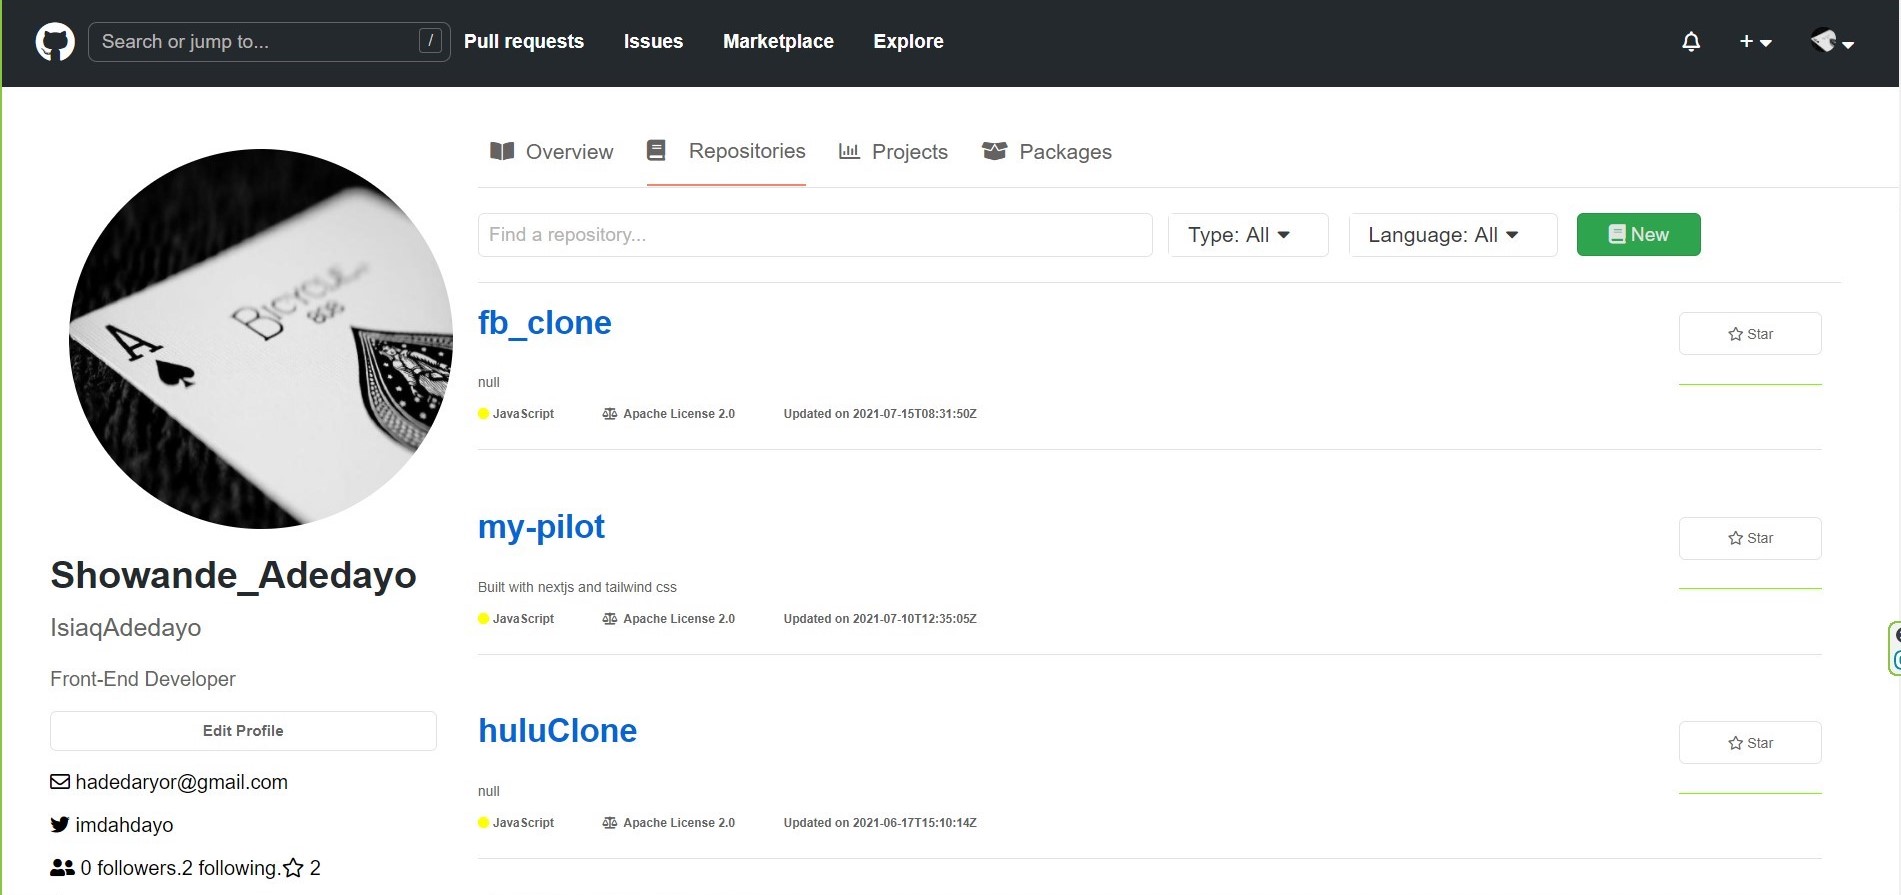 Search or jump to... /
Pull requests
Issues
Marketplace
Explore
+
Overview
Repositories
Projects
Packages
Find a repository...
Type: All
Language: All
New
A
BICYCLE
808
Showande_Adedayo
IsiaqAdedayo
Front-End Developer
Edit Profile
hadedaryor@gmail.com
imdahdayo
0 followers.2 following. 2
fb_clone
Star
null
JavaScript Apache License 2.0 Updated on 2021-07-15T08:31:50Z
my-pilot
Star
Built with nextjs and tailwind css
JavaScript Apache License 2.0 Updated on 2021-07-10T12:35:05Z
huluClone
Star
null
JavaScript Apache License 2.0 Updated on 2021-06-17T15:10:14Z